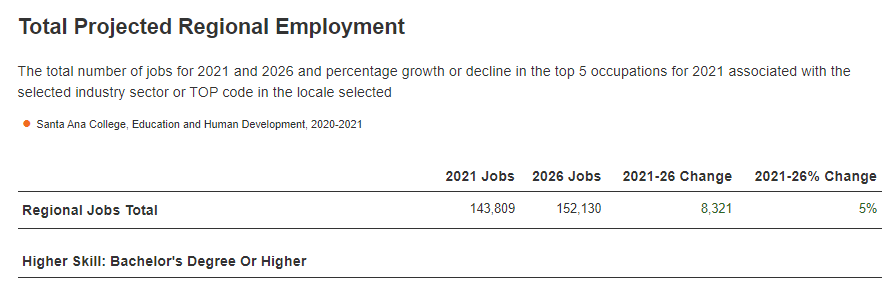 Total Projected Regional Employment
The total number of jobs for 2021 and 2026 and percentage growth or decline in the top 5 occupations for 2021 associated with the
selected industry sector or TOP code in the locale selected
Santa Ana College, Education and Human Development, 2020-2021
2021 Jobs 2026 Jobs 2021-26 Change 2021-26% Change
Regional Jobs Total 143,809 152,130 8,321 5%
Higher Skill: Bachelor's Degree Or Higher